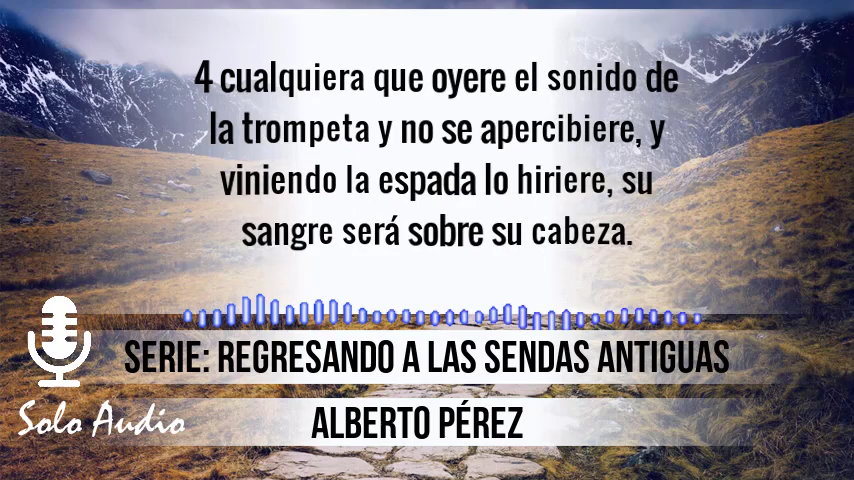 4 cualquiera que oyere el sonido de
la trompeta y no se apercibiere, y
viniendo la espada lo hiriere, su
sangre será sobre su cabeza.
SERIE: REGRESANDO A LAS SENDAS ANTIGUAS
Solo Audio
ALBERTO PÉREZ